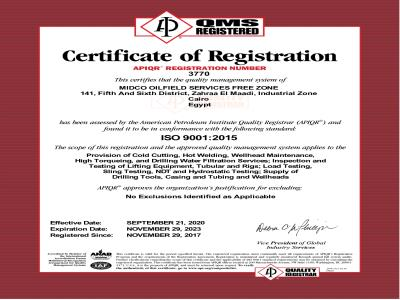 QMS
REGISTERED
Certificate of Registration
APIQR™ REGISTRATION NUMBER
3770
This certifies that the quality management system of
MIDCO OILFIELD SERVICES FREE ZONE
141, Fifth And Sixth District, Zahraa El Maadi, Industrial Zone
Cairo
Egypt
has been assessed by the American Petroleum Institute Quality Registrar (APIQR™) and
found it to be in conformance with the following standard:
ISO 9001:2015
The scope of this registration and the approved quality management system applies to the
Provision of Cold Cutting, Hot Welding, Wellhead Maintenance,
High Torqueing, and Drilling Water Filtration Services; Inspection and
Testing of Lifting Equipment, Tubular and Rigs; Load Testing,
Sling Testing, NDT and Hydrostatic Testing; Supply of
Drilling Tools, Casing and Tubing and Wellheads
APIQR™ approves the organization's justification for excluding:
No Exclusions Identified as Applicable
Effective Date: SEPTEMBER 21, 2020
Expiration Date: NOVEMBER 29, 2023
Registered Since: NOVEMBER 29, 2017
Vice President of Global
Industry Services
QUALITY
REGISTRAR